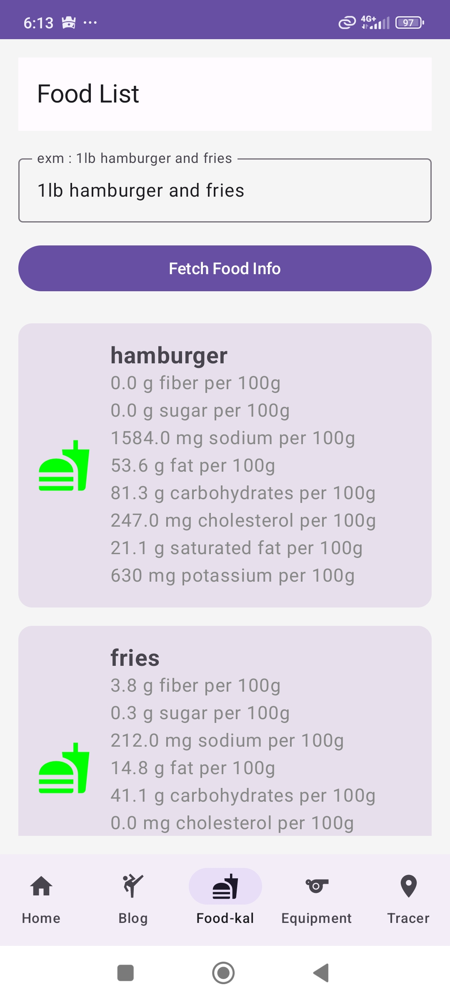 6:13
4G+
97
Food List
exm : 1lb hamburger and fries
1lb hamburger and fries
Fetch Food Info
hamburger
0.0 g fiber per 100g
0.0 g sugar per 100g
1584.0 mg sodium per 100g
53.6 g fat per 100g
81.3 g carbohydrates per 100g
247.0 mg cholesterol per 100g
21.1 g saturated fat per 100g
630 mg potassium per 100g
fries
3.8 g fiber per 100g
0.3 g sugar per 100g
212.0 mg sodium per 100g
14.8 g fat per 100g
41.1 g carbohydrates per 100g
0.0 mg cholesterol per 100g
Home
Blog
Food-kal
Equipment
Tracer